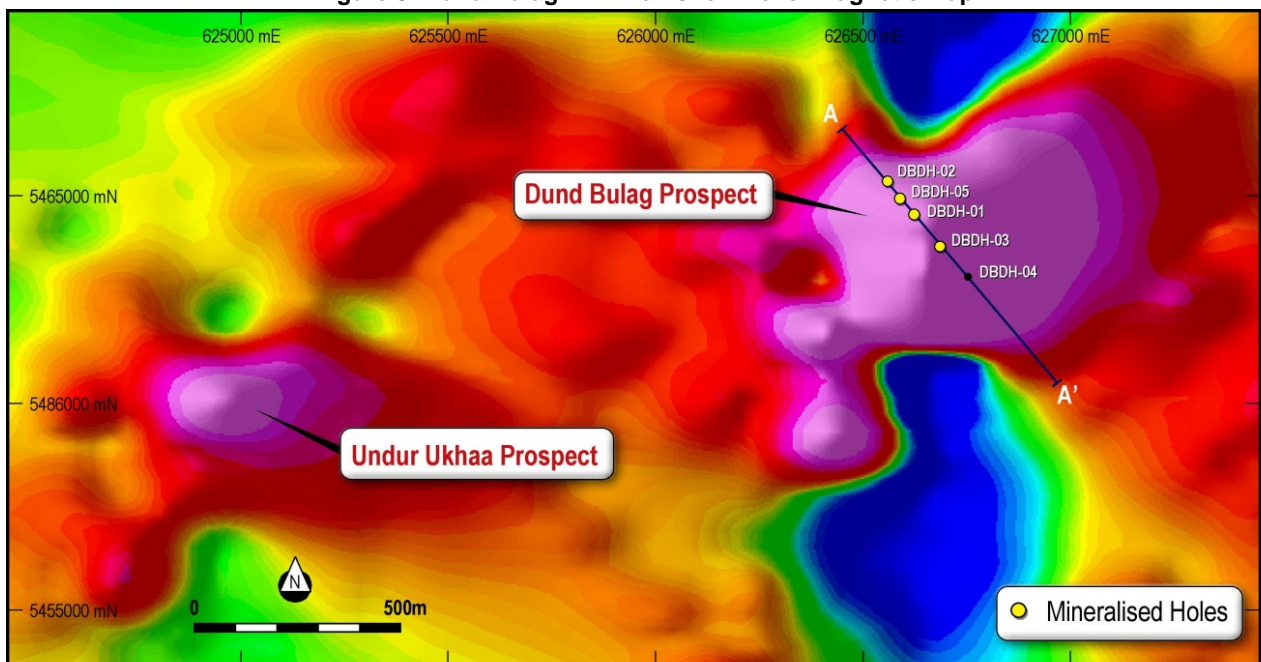 625000 mE
625500 mE
626000 mE
626500 mE
627000 mE
A
DBDH-02
5465000 mN
DBDH-05
Dund Bulag Prospect
DBDH-01
DBDH-03
DBDH-04
A'
5486000 mN
Undur Ukhaa Prospect
N
0 500m
5455000 mN
Mineralised Holes